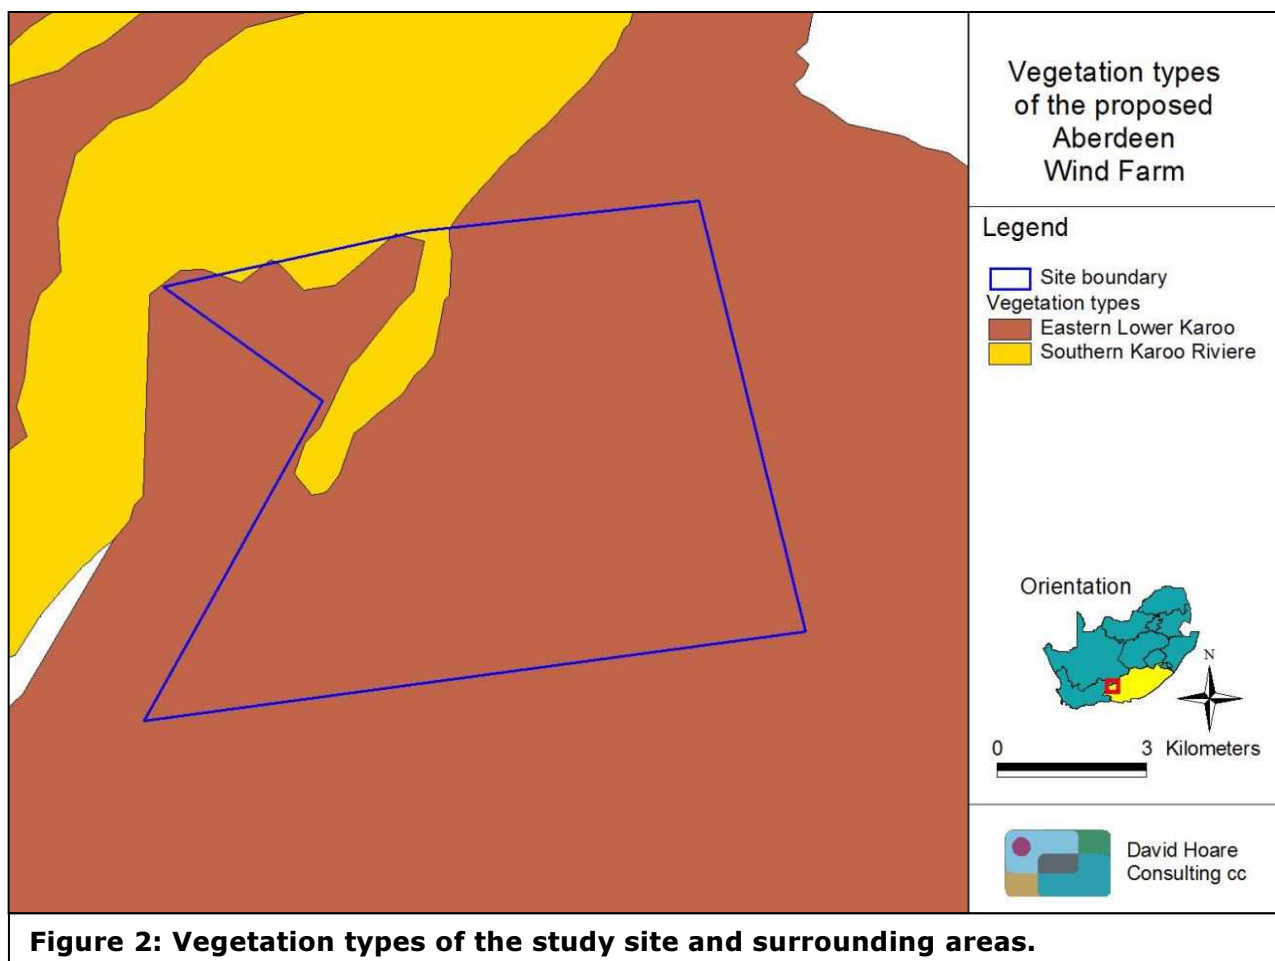 Vegetation types
of the proposed
Aberdeen
Wind Farm
Legend
Site boundary
Vegetation types
Eastern Lower Karoo
Southern Karoo Riviere
Orientation
N
0 3 Kilometers
David Hoare
Consulting cc
Figure 2: Vegetation types of the study site and surrounding areas.